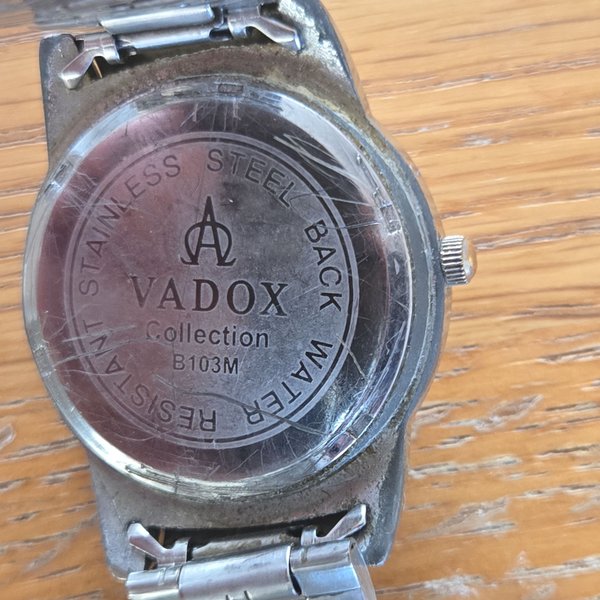 VADOX
Collection
B103M
STAINLESS STEEL BACK WATER RESISTANT